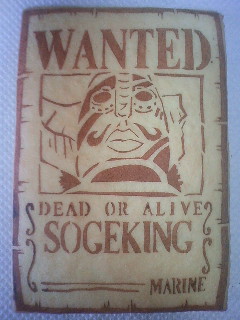 WANTED
DEAD OR ALIVE
SOGEKING
MARINE